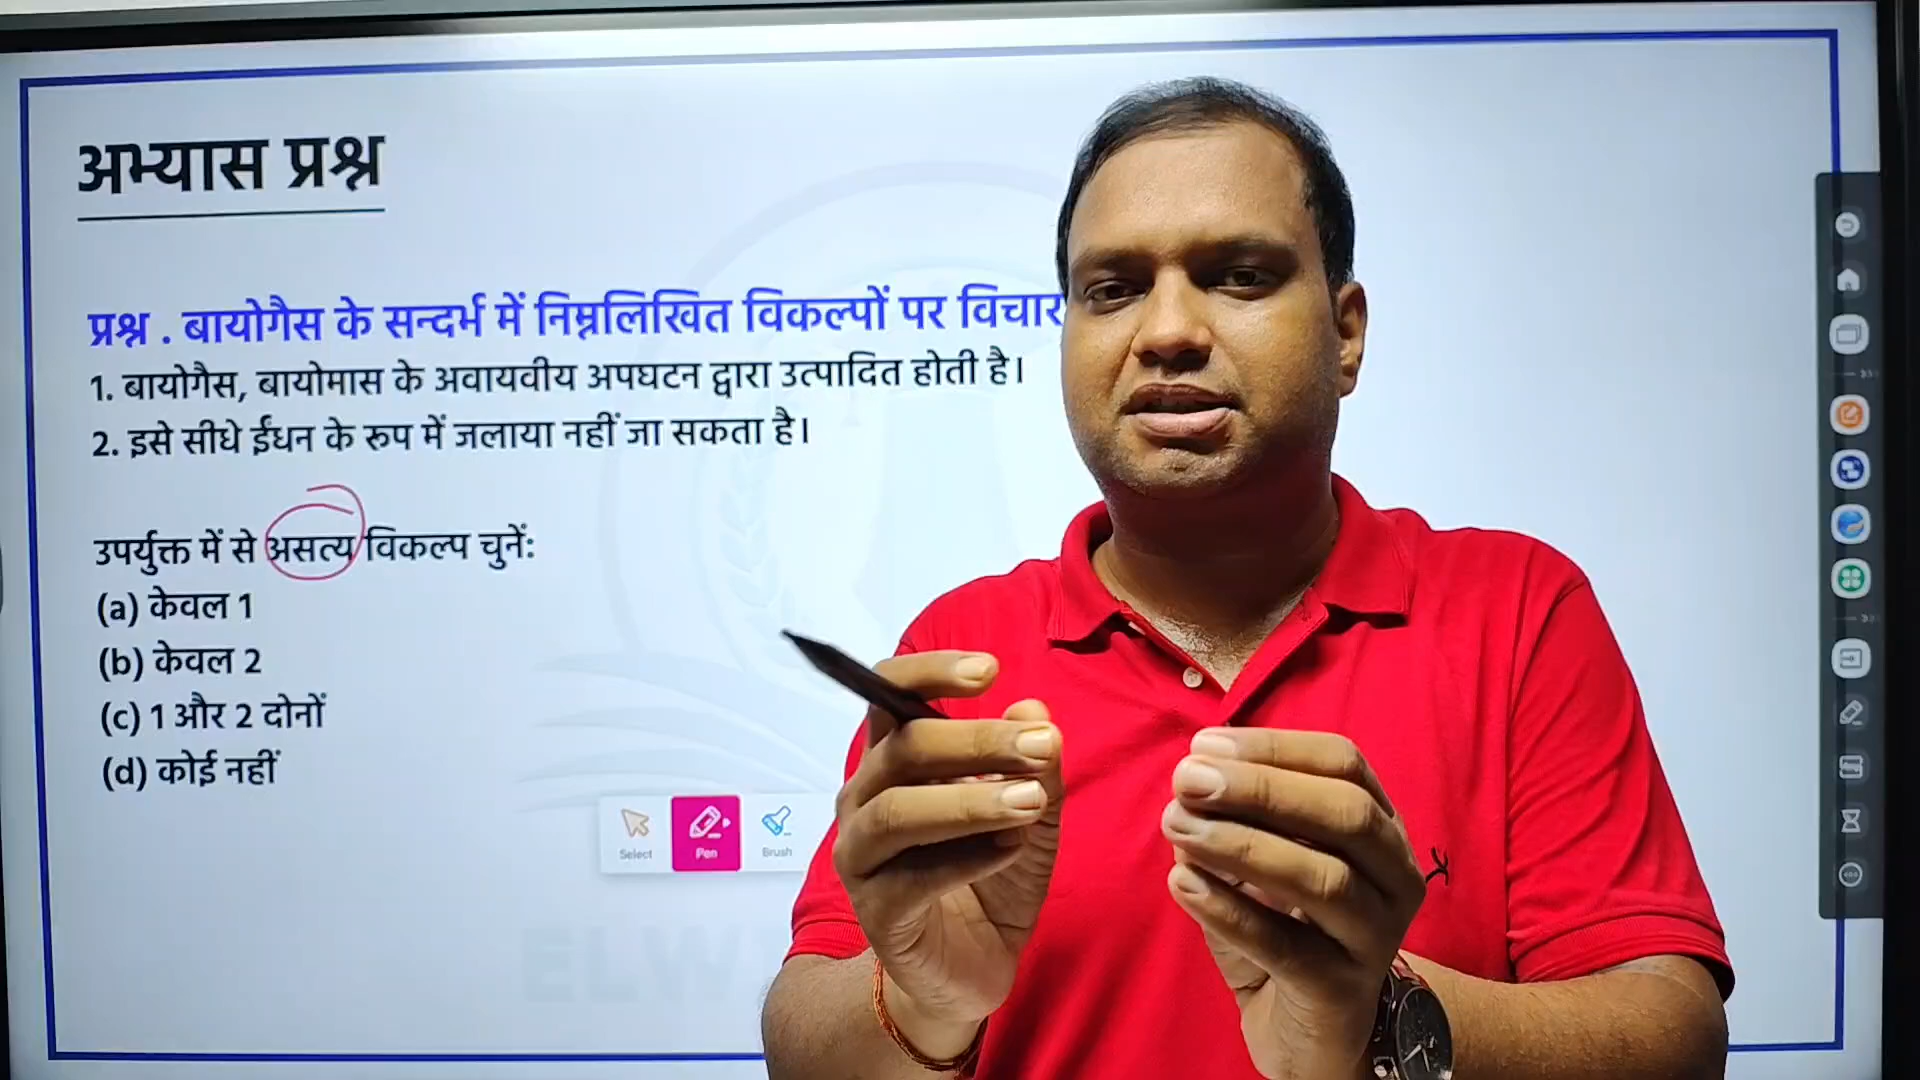 अभ्यास प्रश्न
प्रश्न . बायोगैस के सन्दर्भ में निम्नलिखित विकल्पों पर विचार
1. बायोगैस, बायोमास के अवायवीय अपघटन द्वारा उत्पादित होती है।
2. इसे सीधे ईंधन के रूप में जलाया नहीं जा सकता है।
उपर्युक्त में से असत्य विकल्प चुनें:
(a) केवल 1
(b) केवल 2
(c) 1 और 2 दोनों
(d) कोई नहीं
Select Pen Brush
ELW